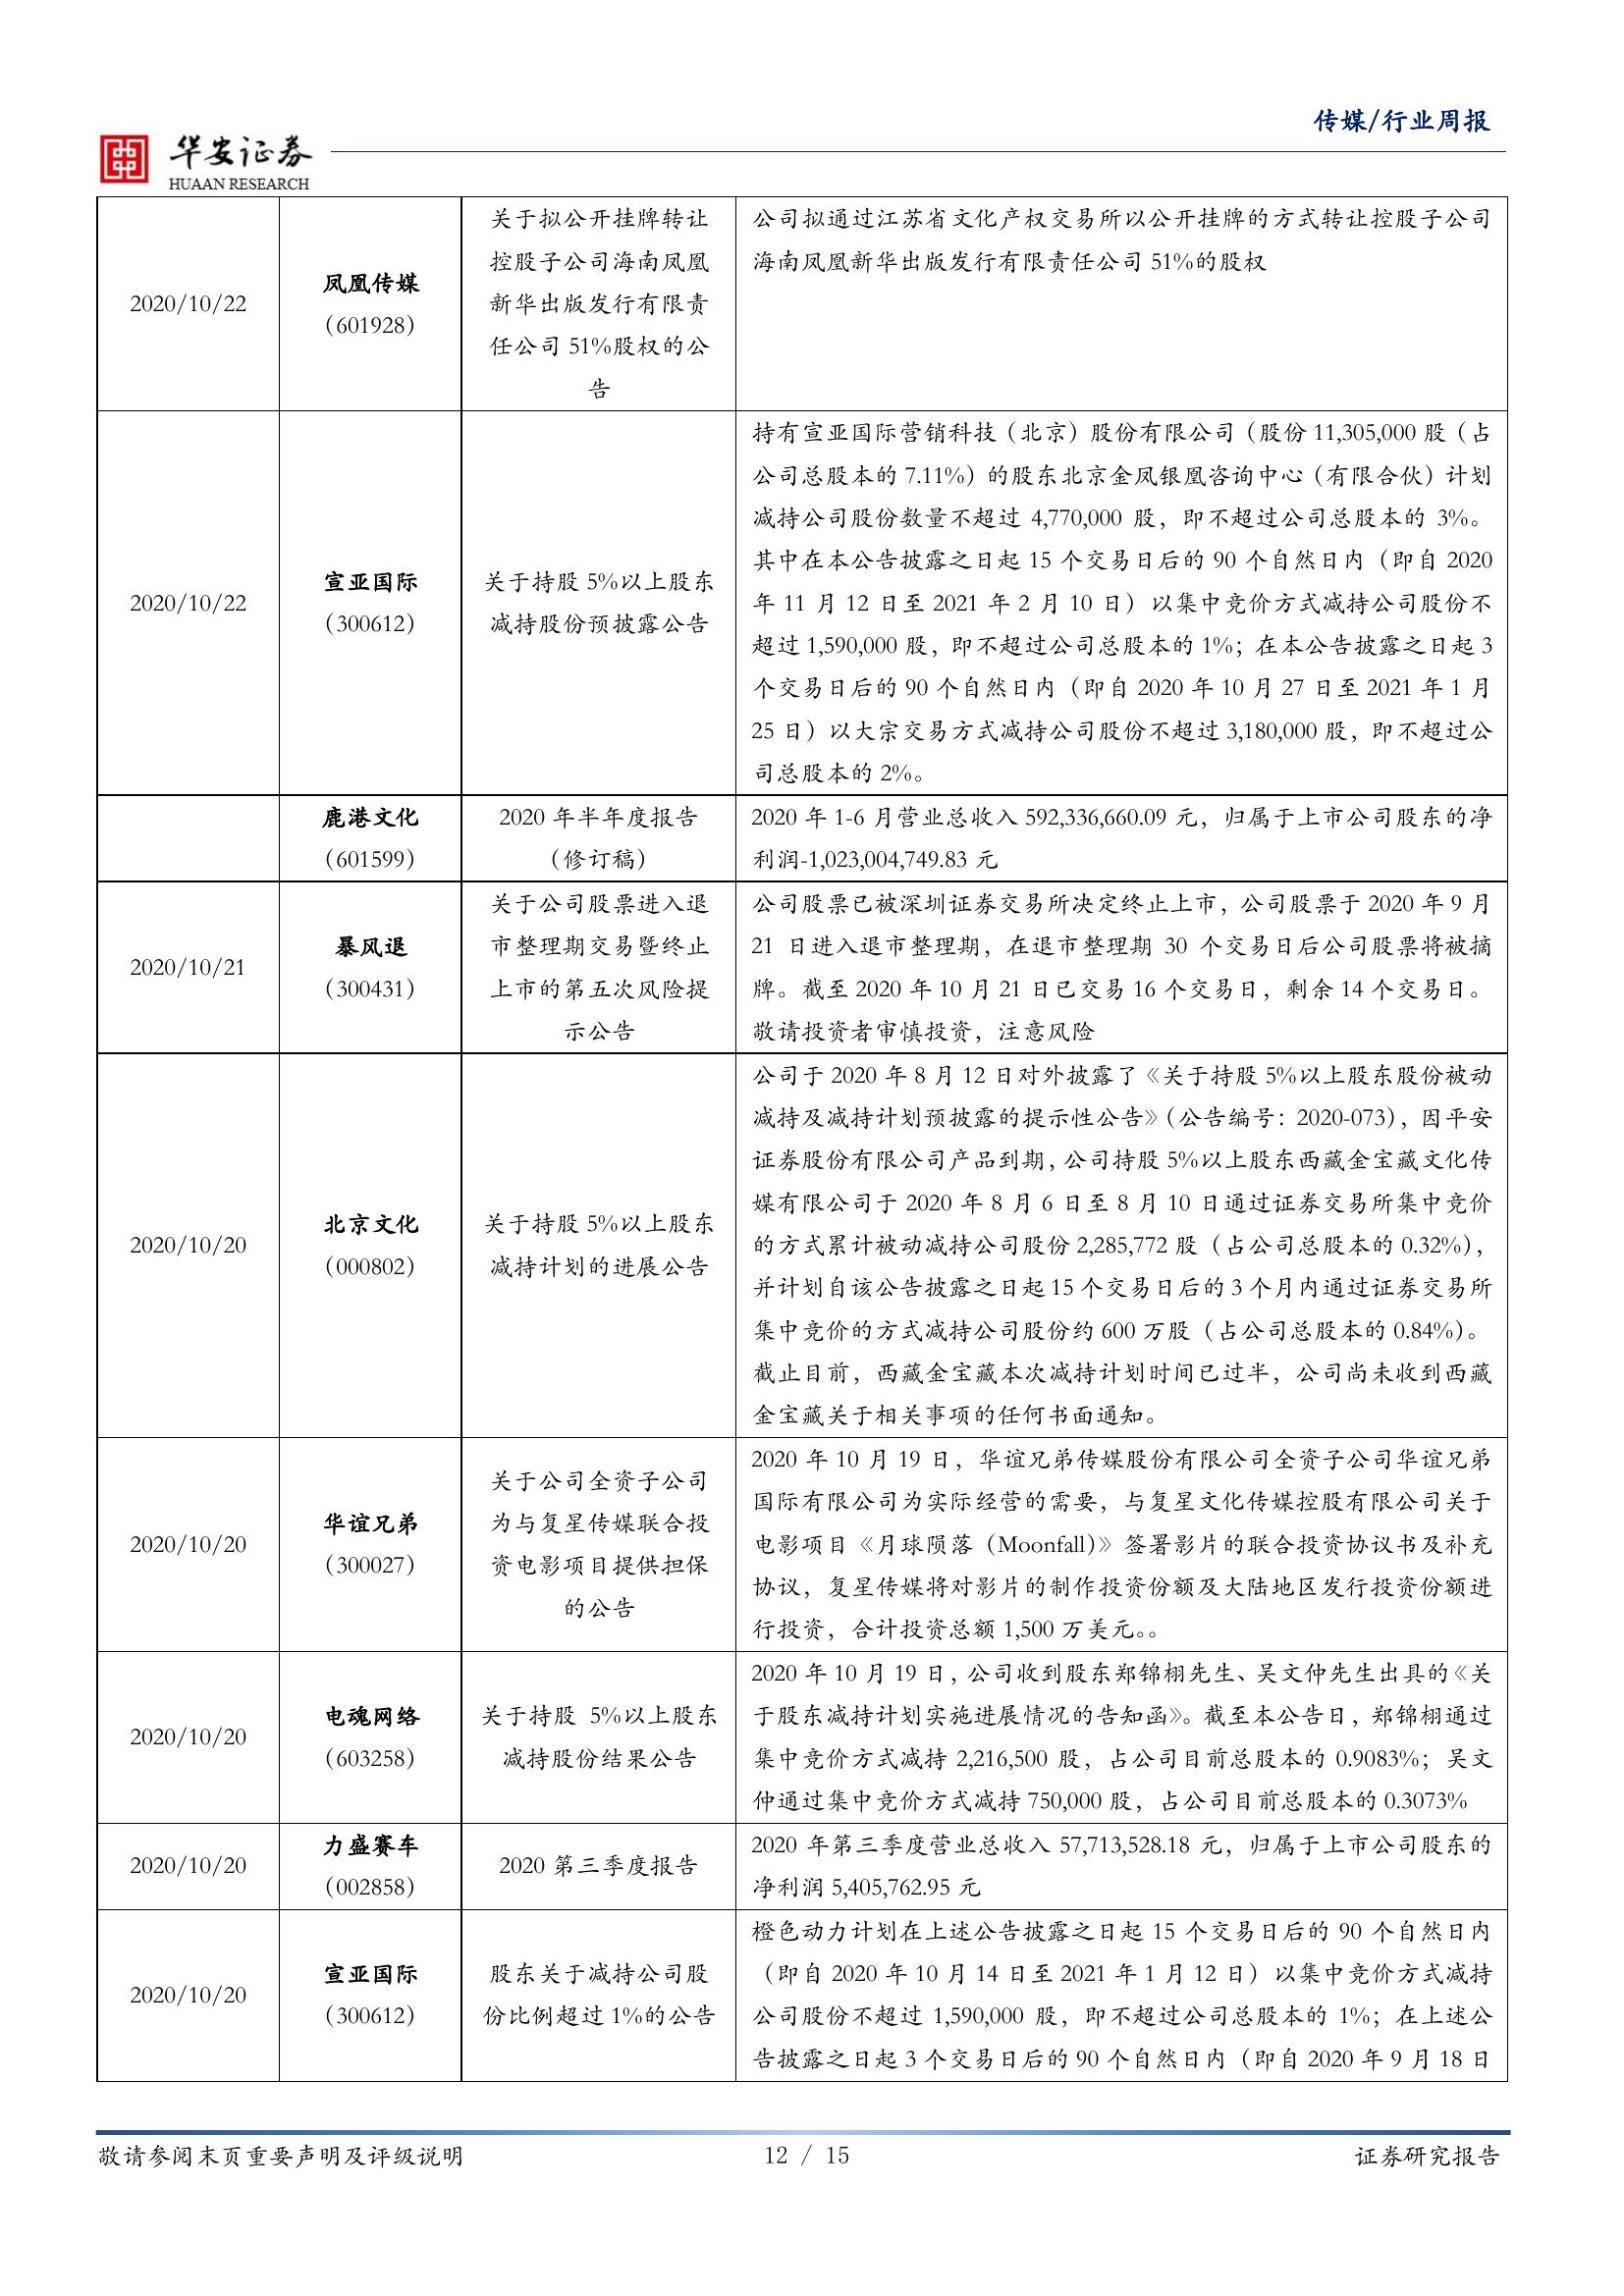 传媒/行业周报
华安证券
HUAAN RESEARCH
2020/10/22
凤凰传媒
（601928）
关于拟公开挂牌转让
控股子公司海南凤凰
新华出版发行有限责
任公司 51%股权的公
告
公司拟通过江苏省文化产权交易所以公开挂牌的方式转让控股子公司
海南凤凰新华出版发行有限责任公司 51%的股权
2020/10/22
宣亚国际
（300612）
关于持股 5%以上股东
减持股份预披露公告
持有宣亚国际营销科技（北京）股份有限公司（股份 11,305,000 股（占
公司总股本的 7.11%）的股东北京金凤银凰咨询中心（有限合伙）计划
减持公司股份数量不超过 4,770,000 股，即不超过公司总股本的 3%。
其中在本公告披露之日起 15 个交易日后的 90 个自然日内（即自 2020
年 11 月 12 日至 2021 年 2 月 10 日）以集中竞价方式减持公司股份不
超过 1,590,000 股，即不超过公司总股本的 1%；在本公告披露之日起 3
个交易日后的 90 个自然日内（即自 2020 年 10 月 27 日至 2021 年 1 月
25 日）以大宗交易方式减持公司股份不超过 3,180,000 股，即不超过公
司总股本的 2%。
鹿港文化
（601599）
2020 年半年度报告
（修订稿）
2020 年 1-6 月营业总收入 592,336,660.09 元，归属于上市公司股东的净
利润-1,023,004,749.83 元
2020/10/21
暴风退
（300431）
关于公司股票进入退
市整理期交易暨终止
上市的第五次风险提
示公告
公司股票已被深圳证券交易所决定终止上市，公司股票于 2020 年 9 月
21 日进入退市整理期，在退市整理期 30 个交易日后公司股票将被摘
牌。截至 2020 年 10 月 21 日已交易 16 个交易日，剩余 14 个交易日。
敬请投资者审慎投资，注意风险
2020/10/20
北京文化
（000802）
关于持股 5%以上股东
减持计划的进展公告
公司于 2020 年 8 月 12 日对外披露了《关于持股 5%以上股东股份被动
减持及减持计划预披露的提示性公告》（公告编号：2020-073），因平安
证券股份有限公司产品到期，公司持股 5%以上股东西藏金宝藏文化传
媒有限公司于 2020 年 8 月 6 日至 8 月 10 日通过证券交易所集中竞价
的方式累计被动减持公司股份 2,285,772 股（占公司总股本的 0.32%），
并计划自该公告披露之日起 15 个交易日后的 3 个月内通过证券交易所
集中竞价的方式减持公司股份约 600 万股（占公司总股本的 0.84%）。
截止目前，西藏金宝藏本次减持计划时间已过半，公司尚未收到西藏
金宝藏关于相关事项的任何书面通知。
2020/10/20
华谊兄弟
（300027）
关于公司全资子公司
为与复星传媒联合投
资电影项目提供担保
的公告
2020 年 10 月 19 日，华谊兄弟传媒股份有限公司全资子公司华谊兄弟
国际有限公司为实际经营的需要，与复星文化传媒控股有限公司关于
电影项目《月球陨落（Moonfall）》签署影片的联合投资协议书及补充
协议，复星传媒将对影片的制作投资份额及大陆地区发行投资份额进
行投资，合计投资总额 1,500 万美元。。
2020/10/20
电魂网络
（603258）
关于持股 5%以上股东
减持股份结果公告
2020 年 10 月 19 日，公司收到股东郑锦栩先生、吴文仲先生出具的《关
于股东减持计划实施进展情况的告知函》。截至本公告日，郑锦栩通过
集中竞价方式减持 2,216,500 股，占公司目前总股本的 0.9083%；吴文
仲通过集中竞价方式减持 750,000 股，占公司目前总股本的 0.3073%
2020/10/20
力盛赛车
（002858）
2020 第三季度报告
2020 年第三季度营业总收入 57,713,528.18 元，归属于上市公司股东的
净利润 5,405,762.95 元
2020/10/20
宣亚国际
（300612）
股东关于减持公司股
份比例超过 1%的公告
橙色动力计划在上述公告披露之日起 15 个交易日后的 90 个自然日内
（即自 2020 年 10 月 14 日至 2021 年 1 月 12 日）以集中竞价方式减持
公司股份不超过 1,590,000 股，即不超过公司总股本的 1%；在上述公
告披露之日起 3 个交易日后的 90 个自然日内（即自 2020 年 9 月 18 日
敬请参阅末页重要声明及评级说明
12 / 15
证券研究报告